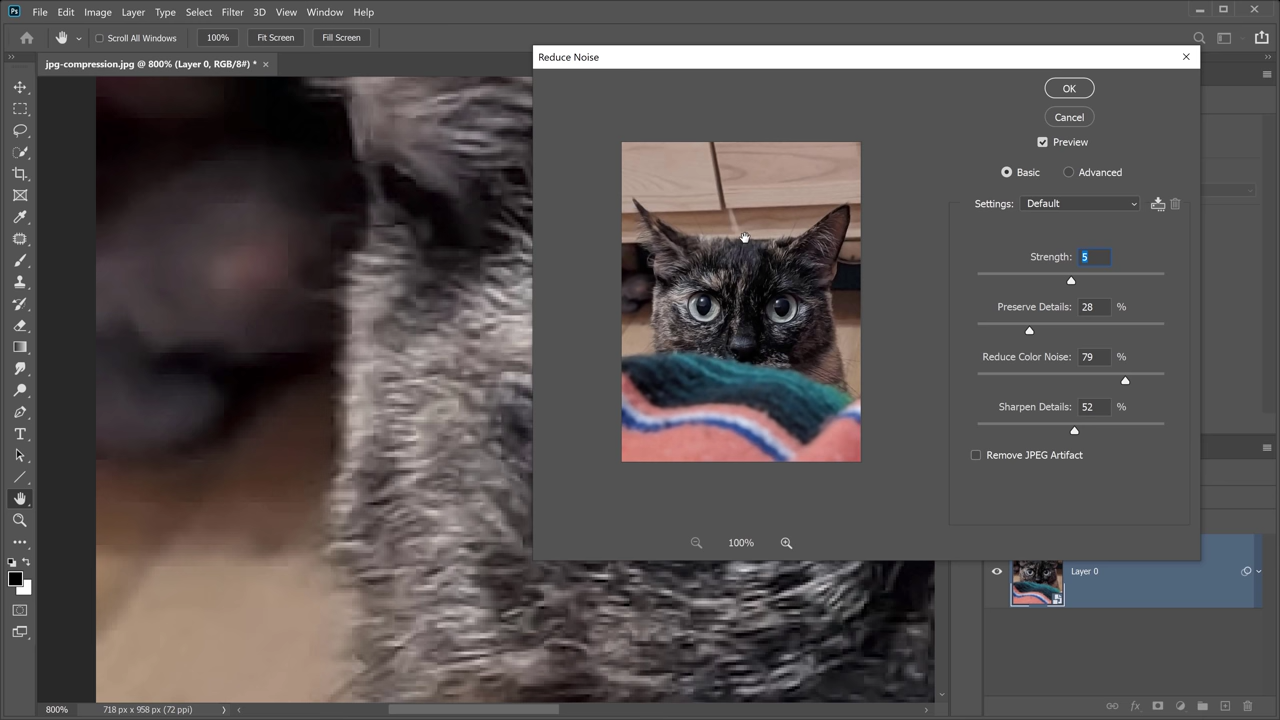 Ps File Edit Image Layer Type Select Filter 3D View Window Help
Scroll All Windows 100% Fit Screen Fill Screen
jpg-compression.jpg @ 800% (Layer 0, RGB/8#) *
Reduce Noise
OK
Cancel
Preview
Basic Advanced
Settings: Default
Strength: 5
Preserve Details: 28 %
Reduce Color Noise: 79 %
Sharpen Details: 52 %
Remove JPEG Artifact
100%
Layer 0
800% 718 px x 958 px (72 ppi)